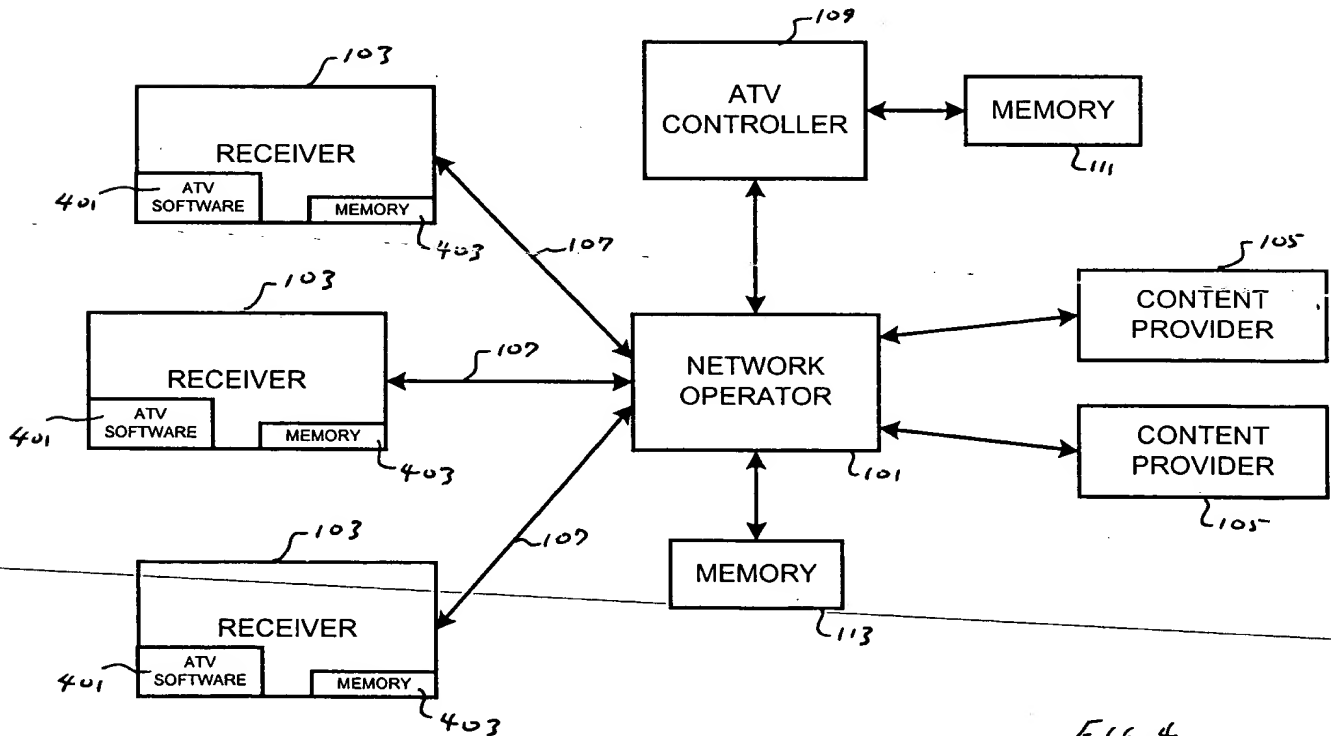 103
RECEIVER
ATV
SOFTWARE
401
MEMORY
403
107
103
RECEIVER
ATV
SOFTWARE
401
MEMORY
403
107
103
RECEIVER
ATV
SOFTWARE
401
MEMORY
403
107
109
ATV
CONTROLLER
MEMORY
111
NETWORK
OPERATOR
101
MEMORY
113
105
CONTENT
PROVIDER
CONTENT
PROVIDER
105
FIG. 4